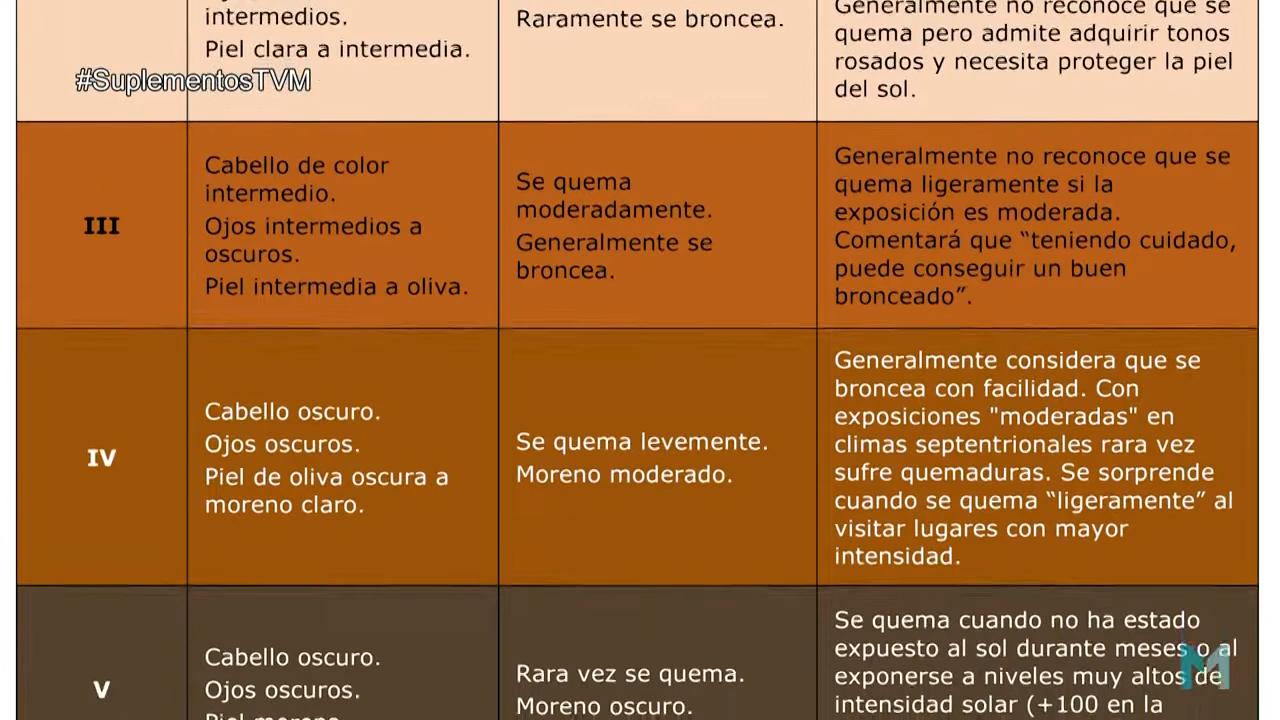 intermedios.
Piel clara a intermedia.
Raramente se broncea.
Generalmente no reconoce que se
quema pero admite adquirir tonos
rosados y necesita proteger la piel
del sol.
#SuplementosTVM
III
Cabello de color
intermedio.
Ojos intermedios a
oscuros.
Piel intermedia a oliva.
Se quema
moderadamente.
Generalmente se
broncea.
Generalmente no reconoce que se
quema ligeramente si la
exposición es moderada.
Comentará que “teniendo cuidado,
puede conseguir un buen
bronceado”.
IV
Cabello oscuro.
Ojos oscuros.
Piel de oliva oscura a
moreno claro.
Se quema levemente.
Moreno moderado.
Generalmente considera que se
broncea con facilidad. Con
exposiciones "moderadas" en
climas septentrionales rara vez
sufre quemaduras. Se sorprende
cuando se quema “ligeramente” al
visitar lugares con mayor
intensidad.
V
Cabello oscuro.
Ojos oscuros.
Piel morena
Rara vez se quema.
Moreno oscuro.
Se quema cuando no ha estado
expuesto al sol durante meses o al
exponerse a niveles muy altos de
intensidad solar (+100 en la
M